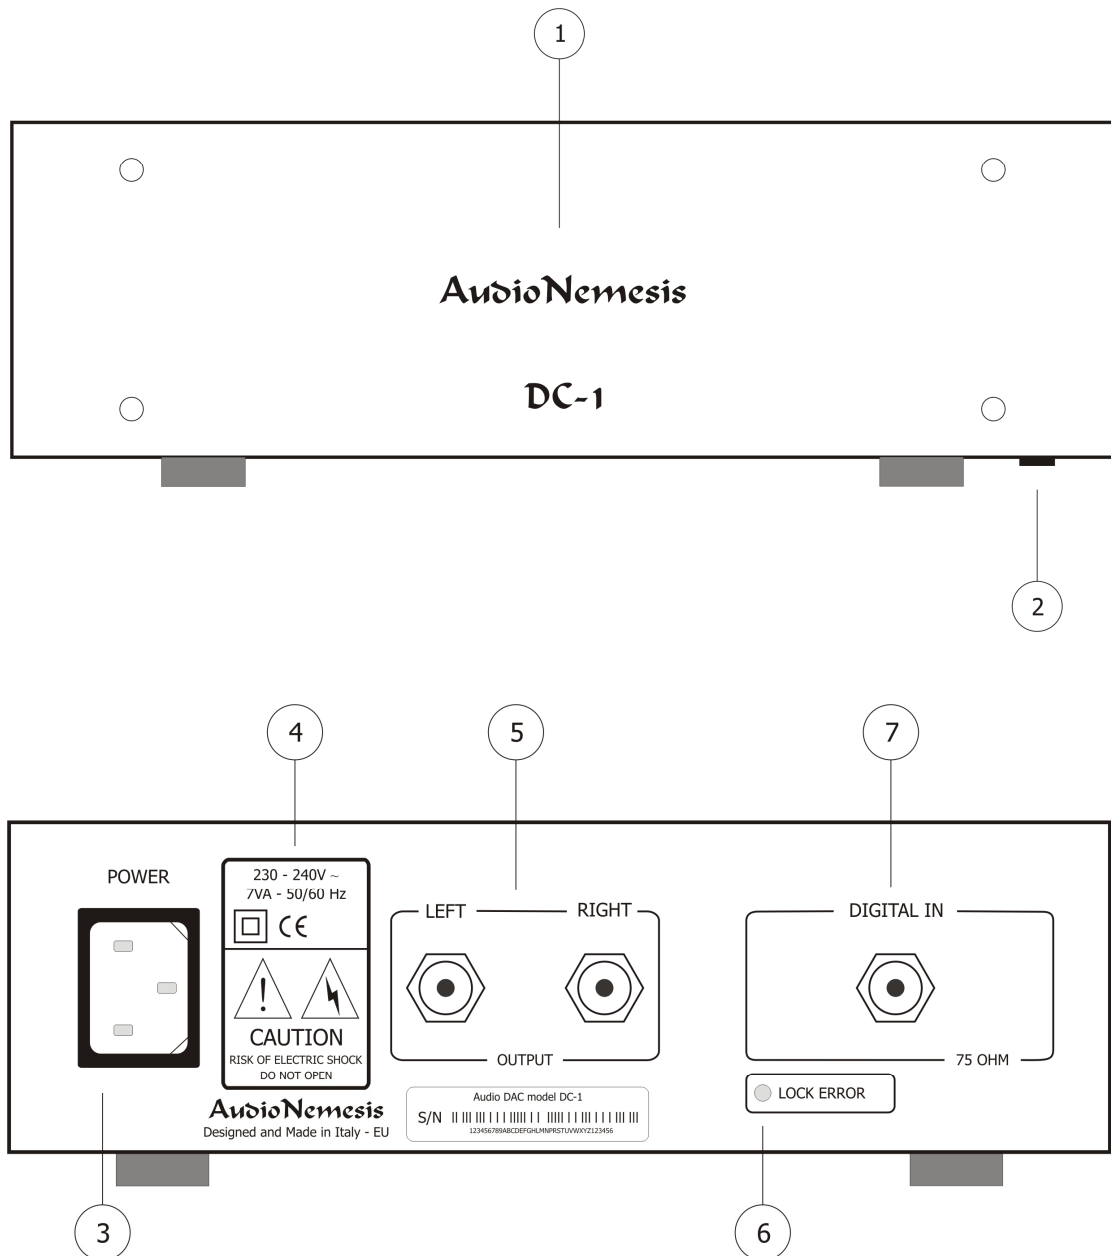 1
AudioNemesis
DC-1
2
4
5
7
POWER
230 - 240V ~
7VA - 50/60 Hz
CE
CAUTION
RISK OF ELECTRIC SHOCK
DO NOT OPEN
LEFT
RIGHT
OUTPUT
DIGITAL IN
75 OHM
LOCK ERROR
AudioNemesis
Designed and Made in Italy - EU
Audio DAC model DC-1
S/N
123456789ABCDEFGHLMNPRSTUVWXYZ123456
3
6